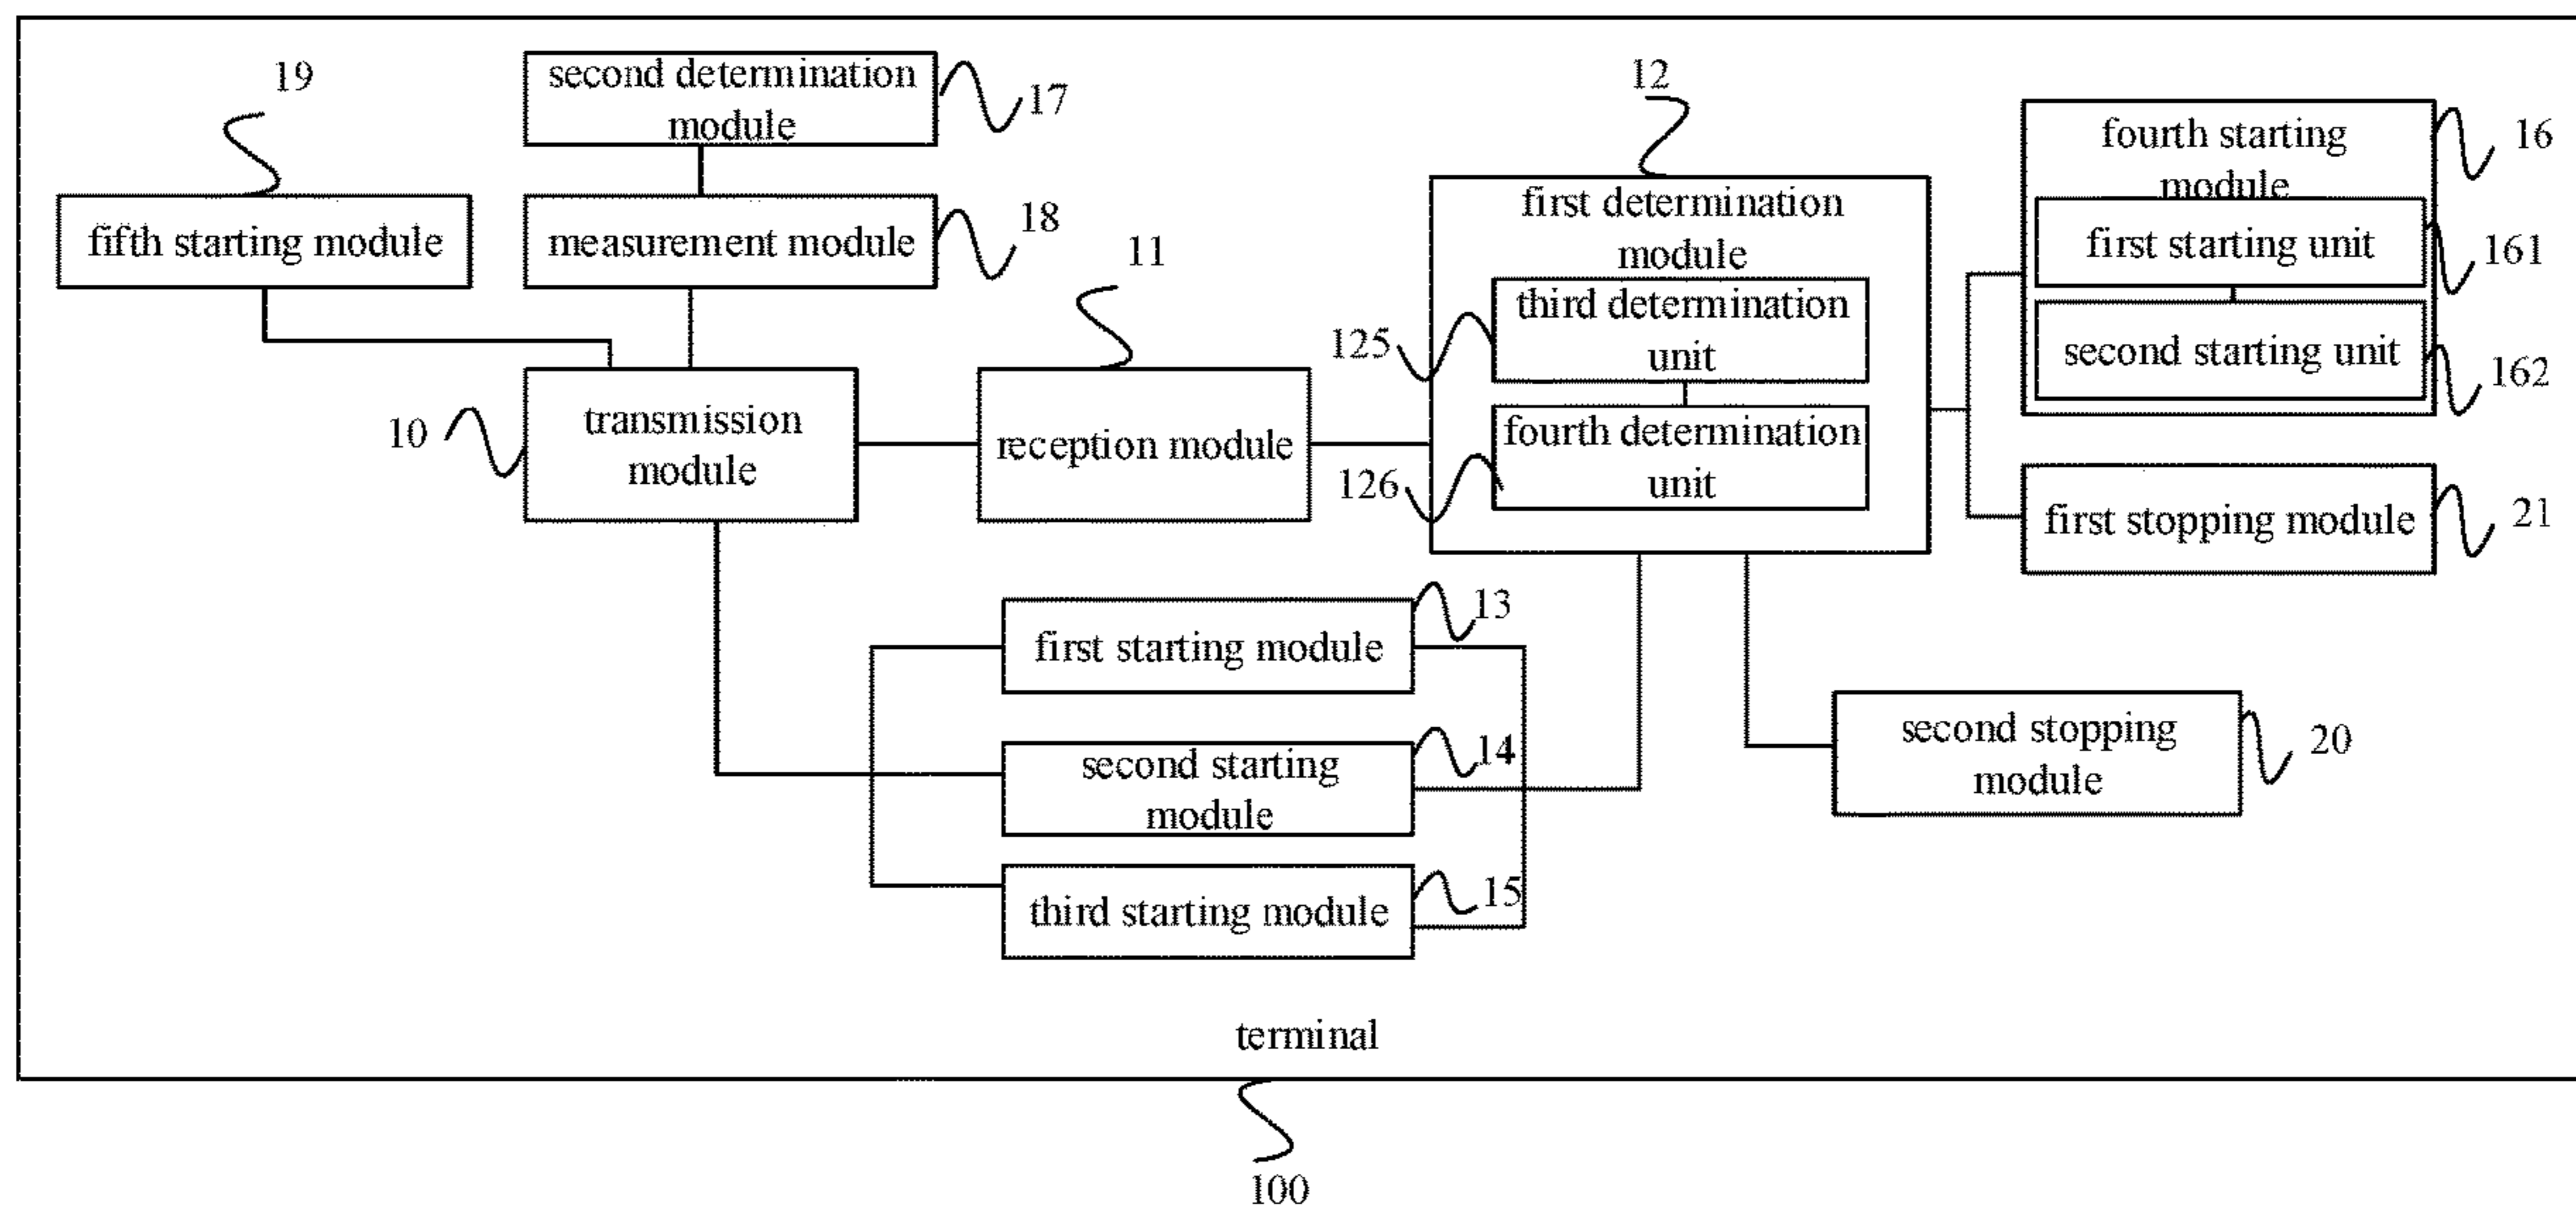 19
second determination
module
17
12
fourth starting
module
16
fifth starting module
measurement module
18
11
first determination
module
first starting unit
161
third determination
unit
125
second starting unit
162
10
transmission
module
reception module
fourth determination
unit
126
first stopping module
21
first starting module
13
second starting
module
14
second stopping
module
20
third starting module
15
terminal
100